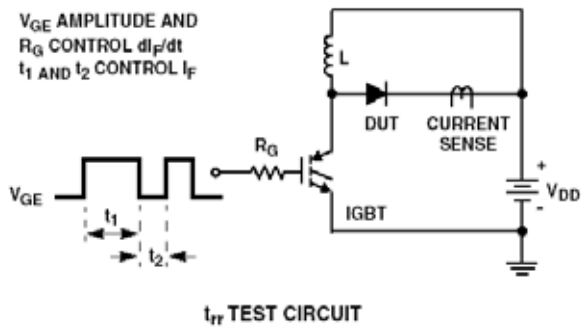 VGE AMPLITUDE AND
RG CONTROL dIF/dt
t1 AND t2 CONTROL IF
L
DUT
CURRENT
SENSE
RG
VGE
t1
t2
IGBT
+
VDD
-
trr TEST CIRCUIT